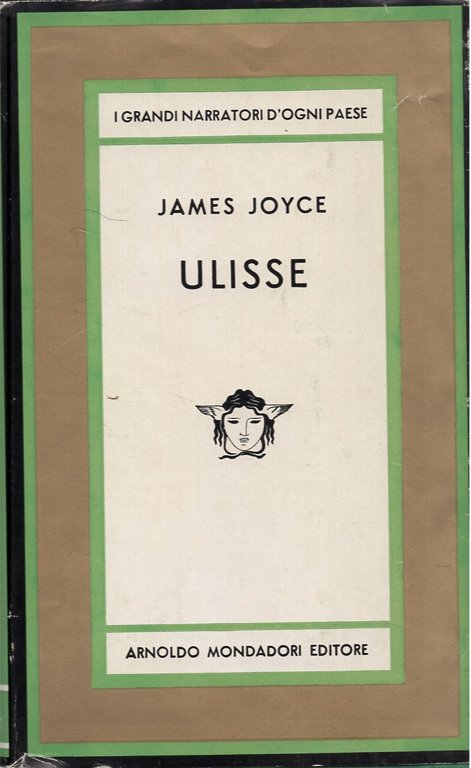 I GRANDI NARRATORI D'OGNI PAESE
JAMES JOYCE
ULISSE
ARNOLDO MONDADORI EDITORE